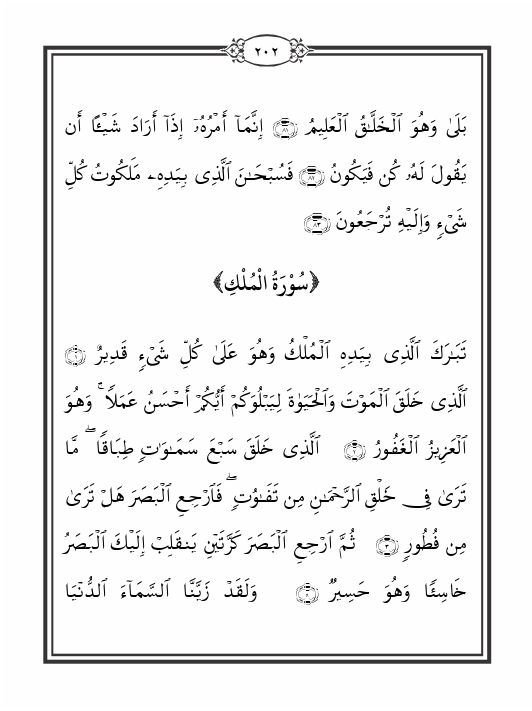 ٢٠٢
بَلَىٰ وَهُوَ ٱلْخَلَّٰقُ ٱلْعَلِيمُ ۝٨١ إِنَّمَآ أَمْرُهُۥٓ إِذَآ أَرَادَ شَيْـًٔا أَن
يَقُولَ لَهُۥ كُن فَيَكُونُ ۝٨٢ فَسُبْحَٰنَ ٱلَّذِى بِيَدِهِۦ مَلَكُوتُ كُلِّ
شَىْءٍ وَإِلَيْهِ تُرْجَعُونَ ۝٨٣
﴿سُوْرَةُ الْمُلْكِ﴾
تَبَٰرَكَ ٱلَّذِى بِيَدِهِ ٱلْمُلْكُ وَهُوَ عَلَىٰ كُلِّ شَىْءٍ قَدِيرٌ ۝١
ٱلَّذِى خَلَقَ ٱلْمَوْتَ وَٱلْحَيَوٰةَ لِيَبْلُوَكُمْ أَيُّكُمْ أَحْسَنُ عَمَلًا ۚ وَهُوَ
ٱلْعَزِيزُ ٱلْغَفُورُ ۝٢ ٱلَّذِى خَلَقَ سَبْعَ سَمَٰوَٰتٍ طِبَاقًا ۖ مَّا
تَرَىٰ فِى خَلْقِ ٱلرَّحْمَٰنِ مِن تَفَٰوُتٍ ۖ فَٱرْجِعِ ٱلْبَصَرَ هَلْ تَرَىٰ
مِن فُطُورٍ ۝٣ ثُمَّ ٱرْجِعِ ٱلْبَصَرَ كَرَّتَيْنِ يَنقَلِبْ إِلَيْكَ ٱلْبَصَرُ
خَاسِئًا وَهُوَ حَسِيرٌ ۝٤ وَلَقَدْ زَيَّنَّا ٱلسَّمَآءَ ٱلدُّنْيَا